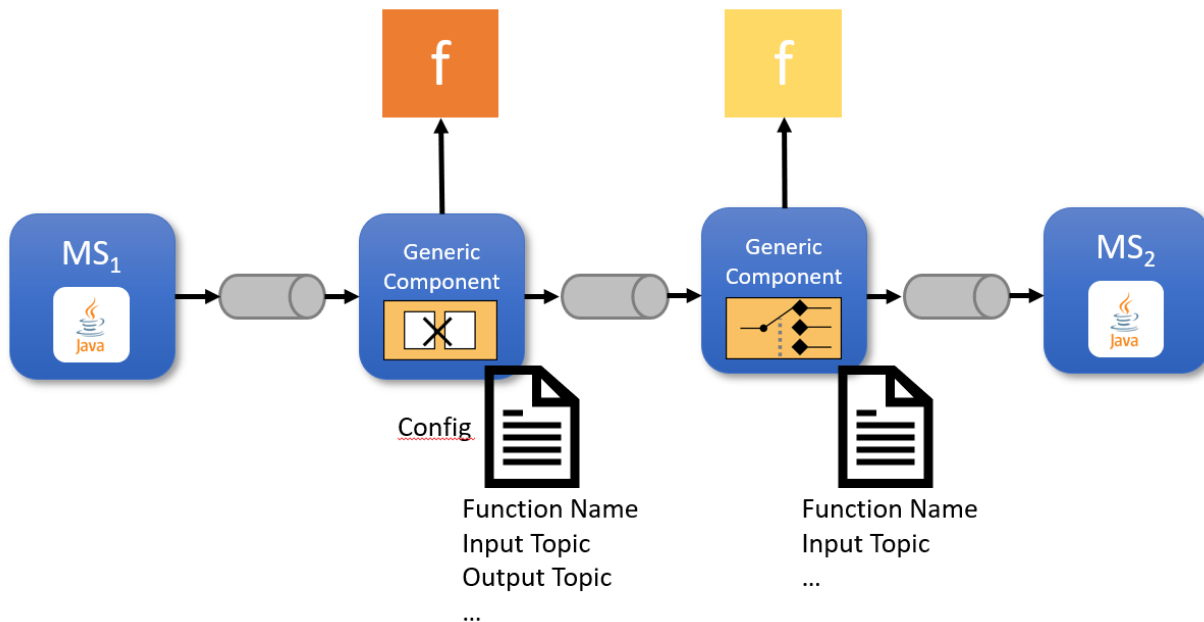 f
f
MS₁
Java
Generic
Component
Generic
Component
MS₂
Java
Config
Function Name
Input Topic
Output Topic
...
Function Name
Input Topic
...